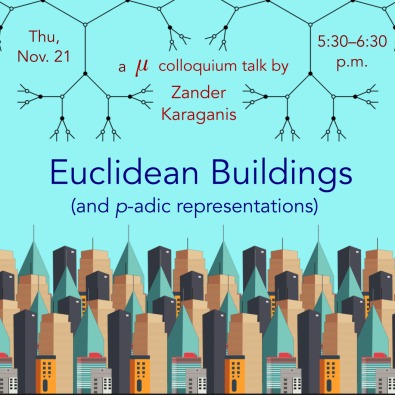 Thu,
Nov. 21
5:30–6:30
p.m.
a μ colloquium talk by
Zander
Karaganis
Euclidean Buildings
(and p-adic representations)